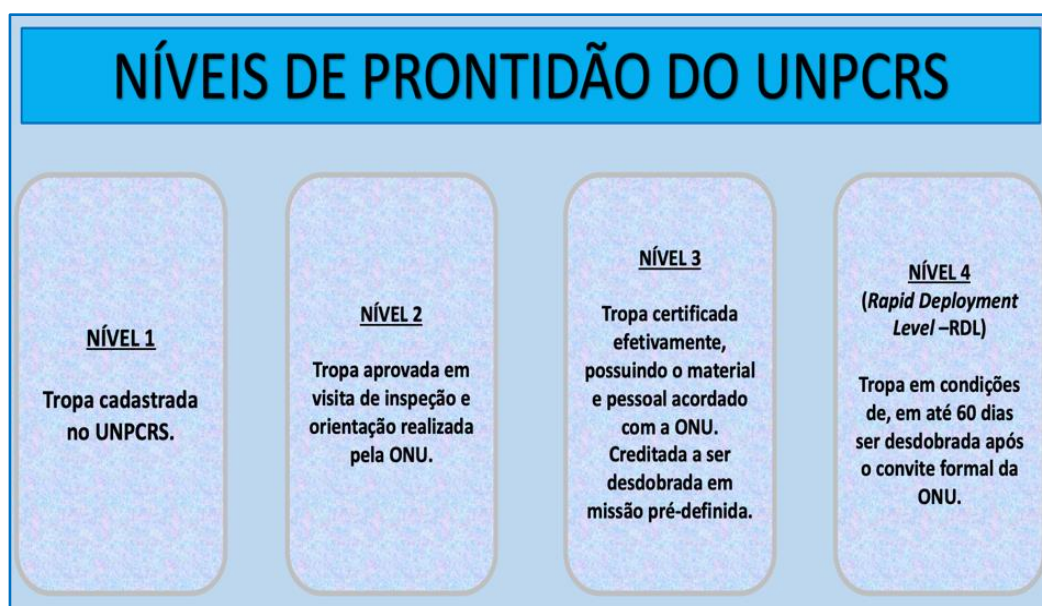 NÍVEIS DE PRONTIDÃO DO UNPCRS
NÍVEL 1
Tropa cadastrada
no UNPCRS.
NÍVEL 2
Tropa aprovada em
visita de inspeção e
orientação realizada
pela ONU.
NÍVEL 3
Tropa certificada
efetivamente,
possuindo o material
e pessoal acordado
com a ONU.
Creditada a ser
desdobrada em
missão pré-definida.
NÍVEL 4
(Rapid Deployment
Level –RDL)
Tropa em condições
de, em até 60 dias
ser desdobrada após
o convite formal da
ONU.